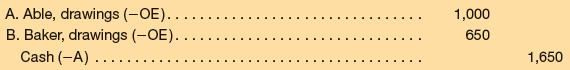 A. Able, drawings (−OE). . . . . . . . . . . . . . . . . . . . . . . . . . . . . . . . . 1,000
B. Baker, drawings (−OE). . . . . . . . . . . . . . . . . . . . . . . . . . . . . . . . 650
Cash (−A) . . . . . . . . . . . . . . . . . . . . . . . . . . . . . . . . . . . . . . . . . . 1,650